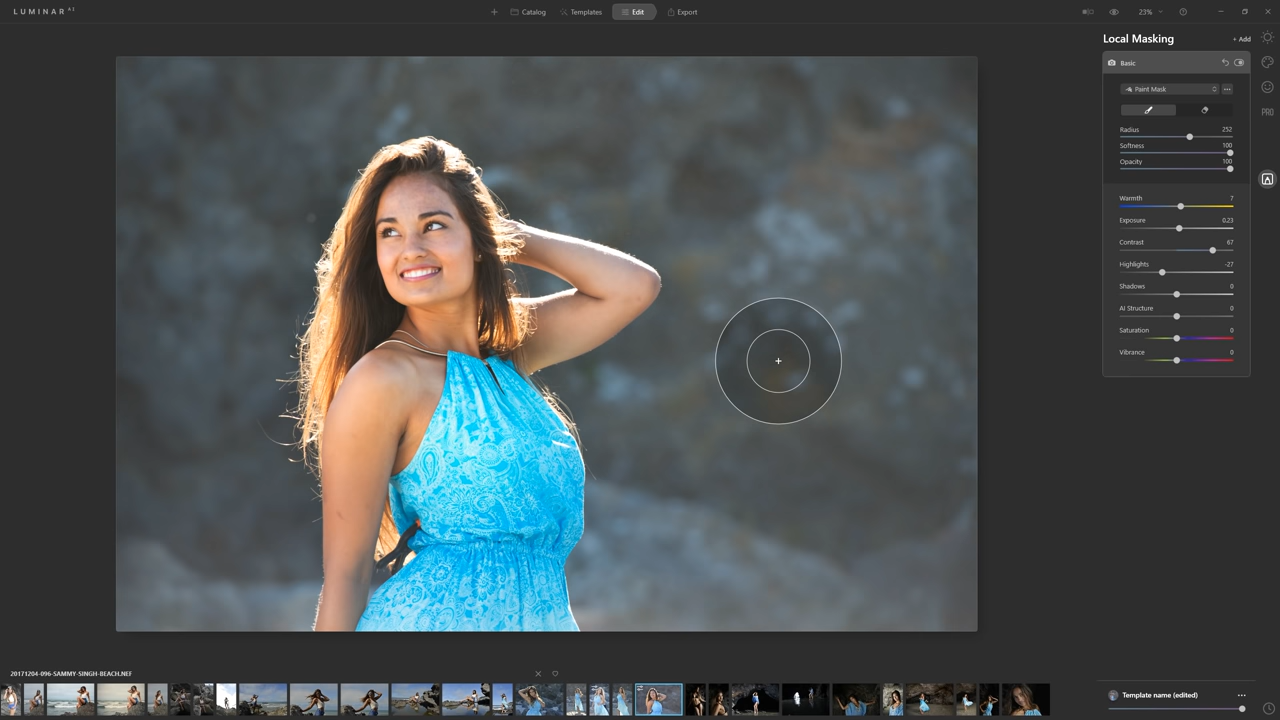 LUMINAR AI
Catalog
Templates
Edit
Export
23%
Local Masking
+ Add
Basic
Paint Mask
Radius 252
Softness 100
Opacity 100
Warmth 7
Exposure 0.23
Contrast 67
Highlights -27
Shadows 0
AI Structure 0
Saturation 0
Vibrance 0
PRO
20171204-096-SAMMY-SINGH-BEACH.NEF
Template name (edited)